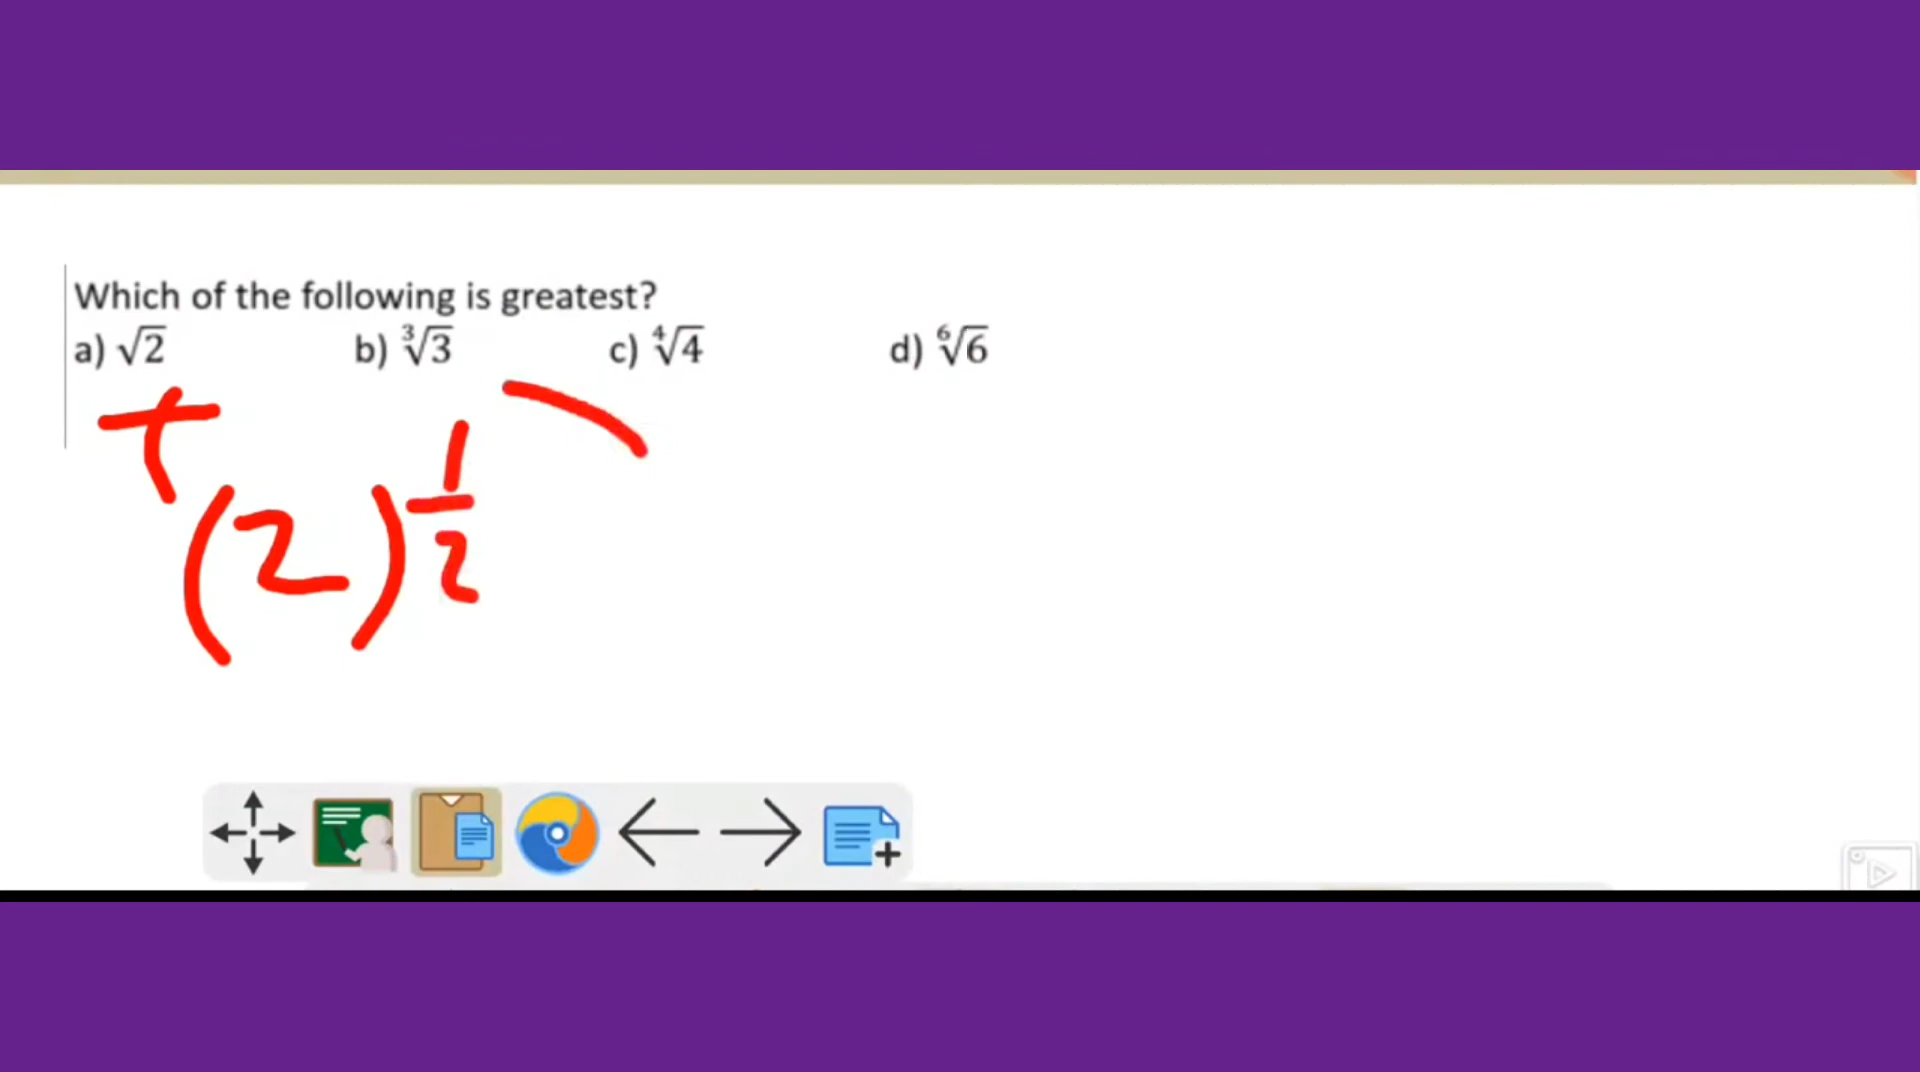 Which of the following is greatest?
a) √2 b) ∛3 c) ∜4 d) ⁶√6
(2)^{1/2}